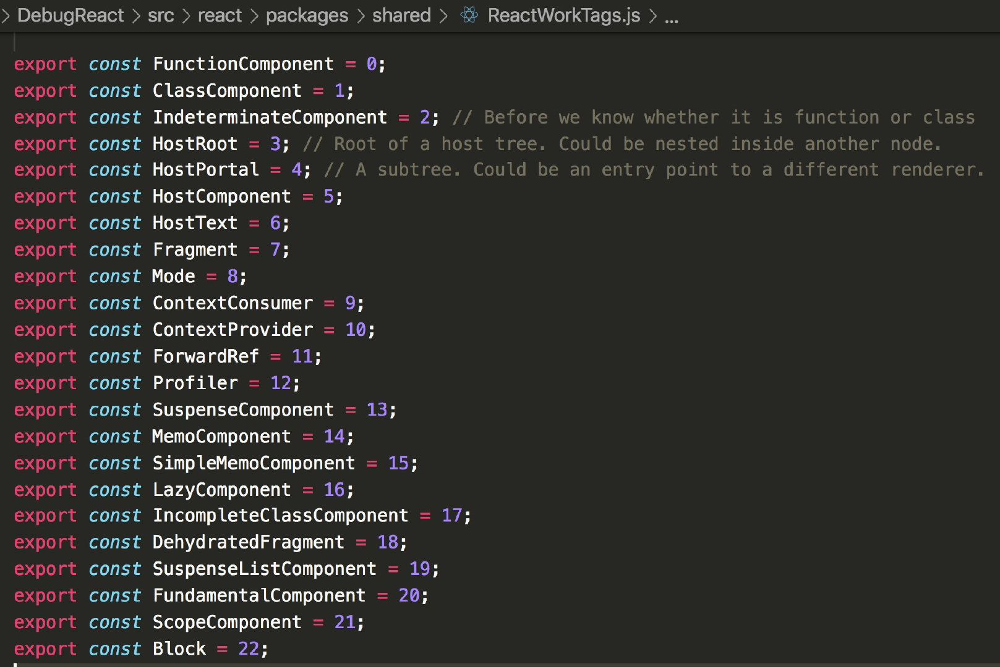 > DebugReact > src > react > packages > shared > ReactWorkTags.js > ...
export const FunctionComponent = 0;
export const ClassComponent = 1;
export const IndeterminateComponent = 2; // Before we know whether it is function or class
export const HostRoot = 3; // Root of a host tree. Could be nested inside another node.
export const HostPortal = 4; // A subtree. Could be an entry point to a different renderer.
export const HostComponent = 5;
export const HostText = 6;
export const Fragment = 7;
export const Mode = 8;
export const ContextConsumer = 9;
export const ContextProvider = 10;
export const ForwardRef = 11;
export const Profiler = 12;
export const SuspenseComponent = 13;
export const MemoComponent = 14;
export const SimpleMemoComponent = 15;
export const LazyComponent = 16;
export const IncompleteClassComponent = 17;
export const DehydratedFragment = 18;
export const SuspenseListComponent = 19;
export const FundamentalComponent = 20;
export const ScopeComponent = 21;
export const Block = 22;